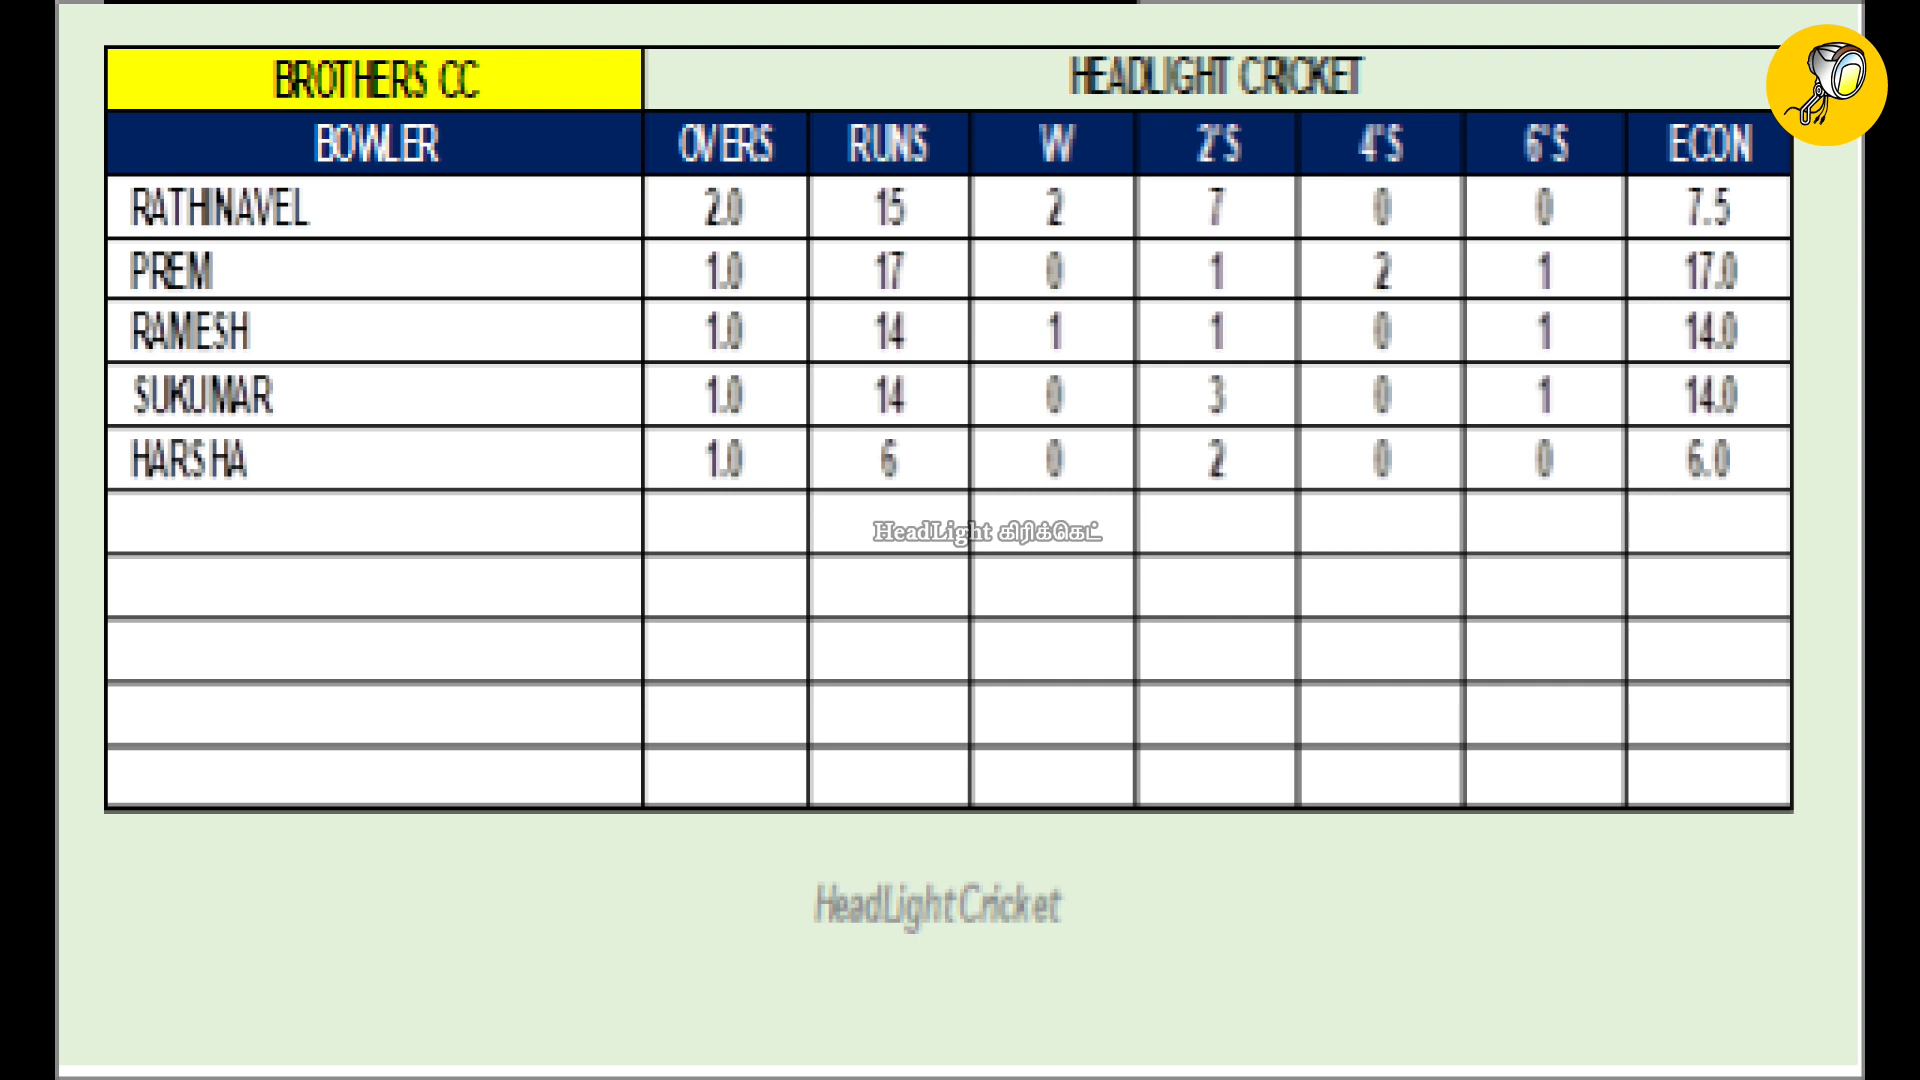 BROTHERS CC HEADLIGHT CRICKET
BOWLER OVERS RUNS W 2'S 4'S 6'S ECON
RATHINAVEL 2.0 15 2 7 0 0 7.5
PREM 1.0 17 0 1 2 1 17.0
RAMESH 1.0 14 1 1 0 1 14.0
SUKUMAR 1.0 14 0 3 0 1 14.0
HARSHA 1.0 6 0 2 0 0 6.0
HeadLight கிரிக்கெட்
HeadLight Cricket